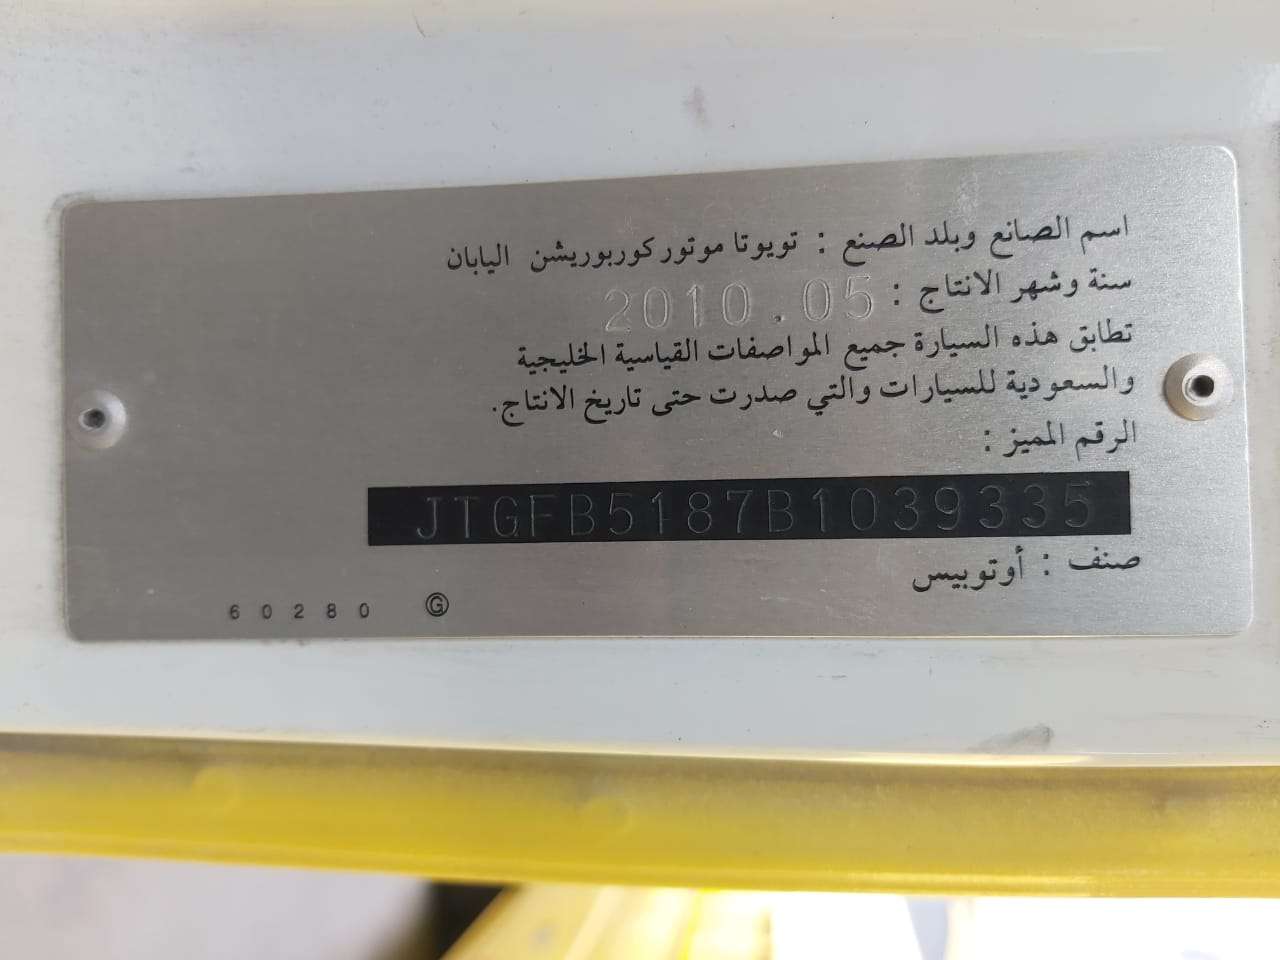 اسم الصانع وبلد الصنع : تويوتا موتور كوربوريشن اليابان
سنة وشهر الانتاج : 2010.05
تطابق هذه السيارة جميع المواصفات القياسية الخليجية
والسعودية للسيارات والتي صدرت حتى تاريخ الانتاج.
الرقم المميز :
JTGFB5187B1039335
صنف : أوتوبيس
60280 G